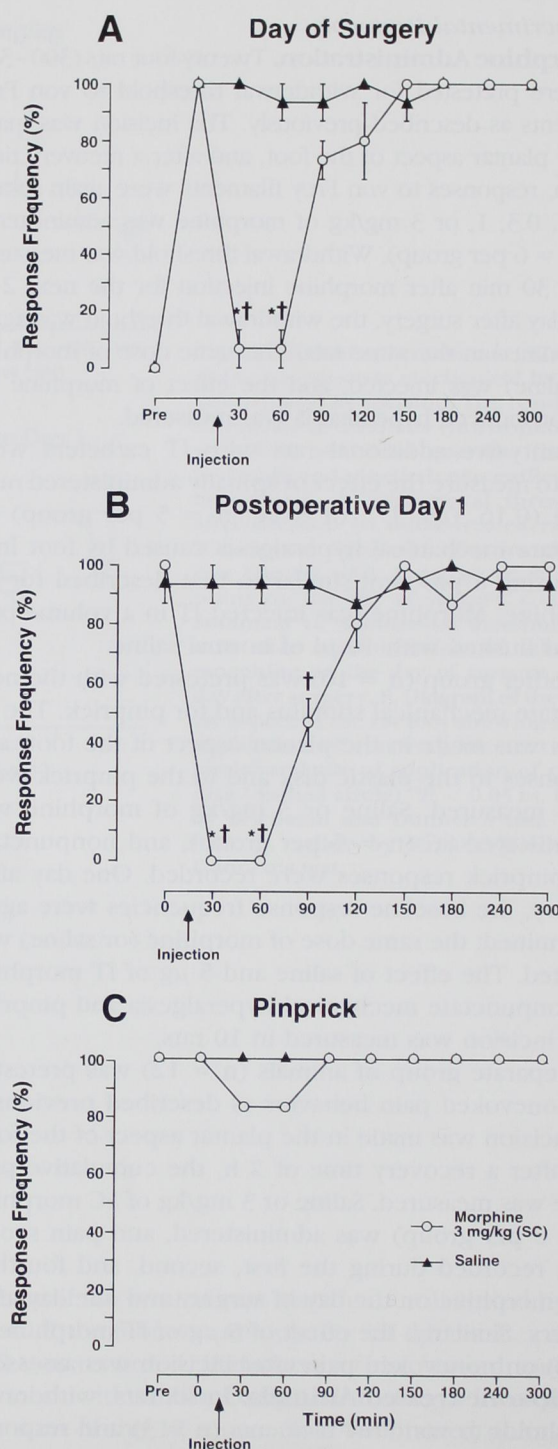 A Day of Surgery
Response Frequency (%)
100
80
60
40
20
0
*† *†
Pre 0 30 60 90 120 150 180 240 300
Injection
B Postoperative Day 1
Response Frequency (%)
100
80
60
40
20
0
*† *† †
0 30 60 90 120 150 180 240 300
Injection
C Pinprick
Response Frequency (%)
100
80
60
40
20
0
Morphine
3 mg/kg (SC)
Saline
Pre 0 30 60 90 120 150 180 240 300
Time (min)
Injection